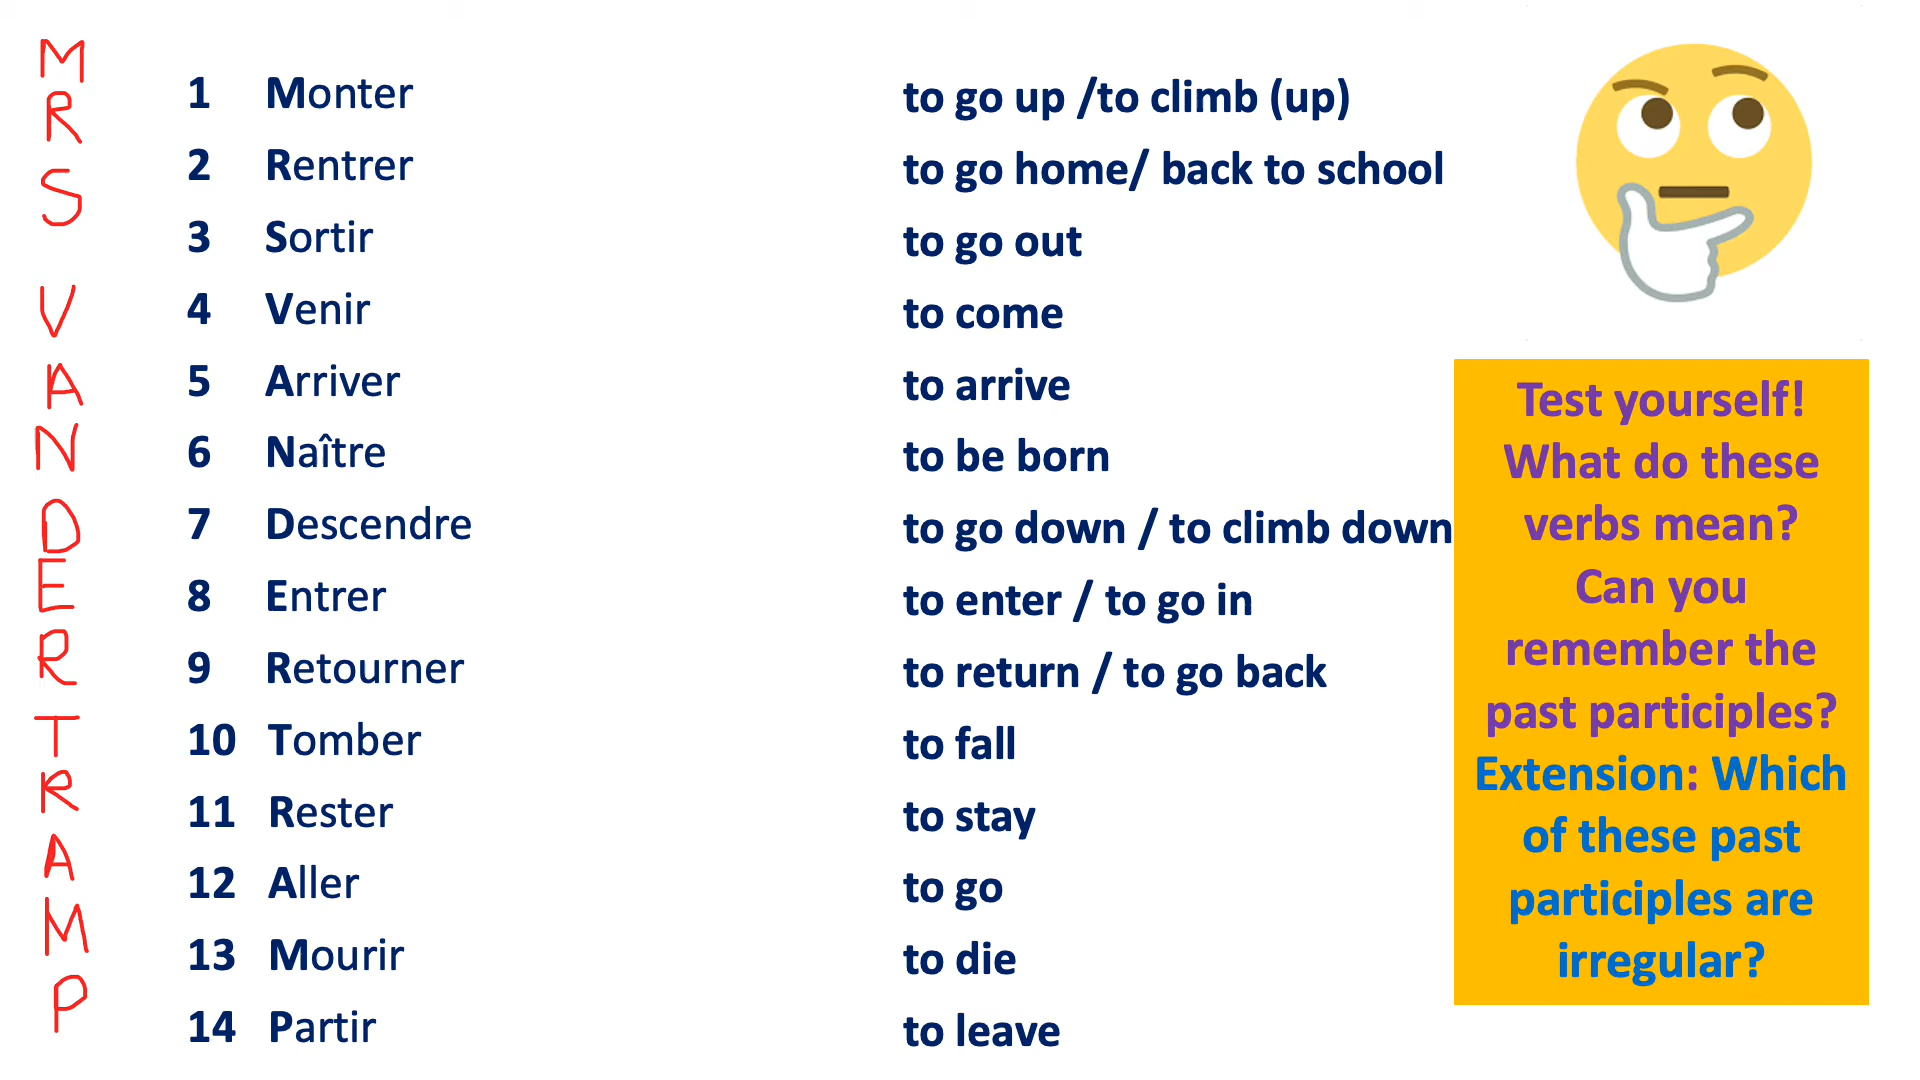 M
R
S
V
A
N
D
E
R
T
R
A
M
P
1 Monter to go up /to climb (up)
2 Rentrer to go home/ back to school
3 Sortir to go out
4 Venir to come
5 Arriver to arrive
6 Naître to be born
7 Descendre to go down / to climb down
8 Entrer to enter / to go in
9 Retourner to return / to go back
10 Tomber to fall
11 Rester to stay
12 Aller to go
13 Mourir to die
14 Partir to leave
Test yourself!
What do these
verbs mean?
Can you
remember the
past participles?
Extension: Which
of these past
participles are
irregular?